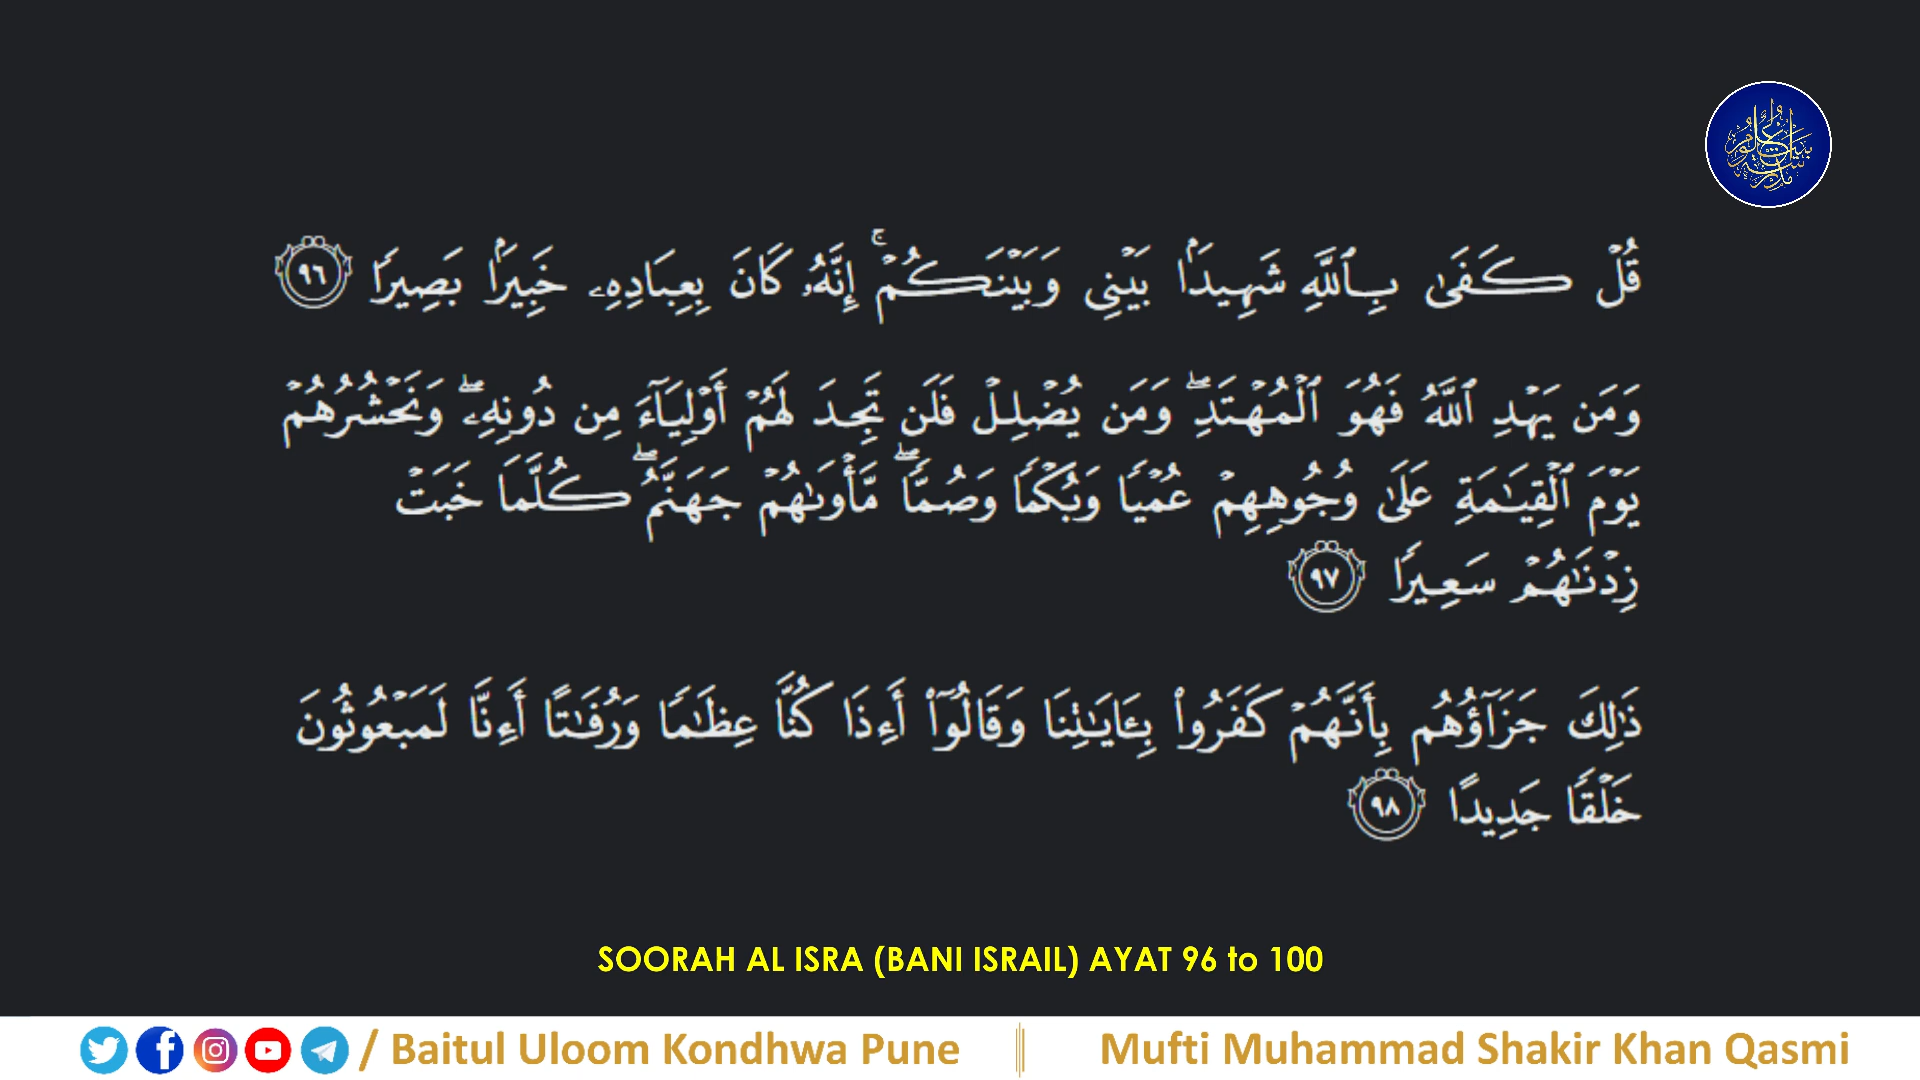 قُلۡ كَفَىٰ بِٱللَّهِ شَهِيدَۢا بَيۡنِي وَبَيۡنَكُمۡۚ إِنَّهُۥ كَانَ بِعِبَادِهِۦ خَبِيرَۢا بَصِيرٗا ٩٦
وَمَن يَهۡدِ ٱللَّهُ فَهُوَ ٱلۡمُهۡتَدِۖ وَمَن يُضۡلِلۡ فَلَن تَجِدَ لَهُمۡ أَوۡلِيَآءَ مِن دُونِهِۦۖ وَنَحۡشُرُهُمۡ
يَوۡمَ ٱلۡقِيَٰمَةِ عَلَىٰ وُجُوهِهِمۡ عُمۡيٗا وَبُكۡمٗا وَصُمّٗاۖ مَّأۡوَىٰهُمۡ جَهَنَّمُۖ كُلَّمَا خَبَتۡ
زِدۡنَٰهُمۡ سَعِيرٗا ٩٧
ذَٰلِكَ جَزَآؤُهُم بِأَنَّهُمۡ كَفَرُواْ بِـَٔايَٰتِنَا وَقَالُوٓاْ أَءِذَا كُنَّا عِظَٰمٗا وَرُفَٰتًا أَءِنَّا لَمَبۡعُوثُونَ
خَلۡقٗا جَدِيدًا ٩٨
SOORAH AL ISRA (BANI ISRAIL) AYAT 96 to 100
/ Baitul Uloom Kondhwa Pune
Mufti Muhammad Shakir Khan Qasmi